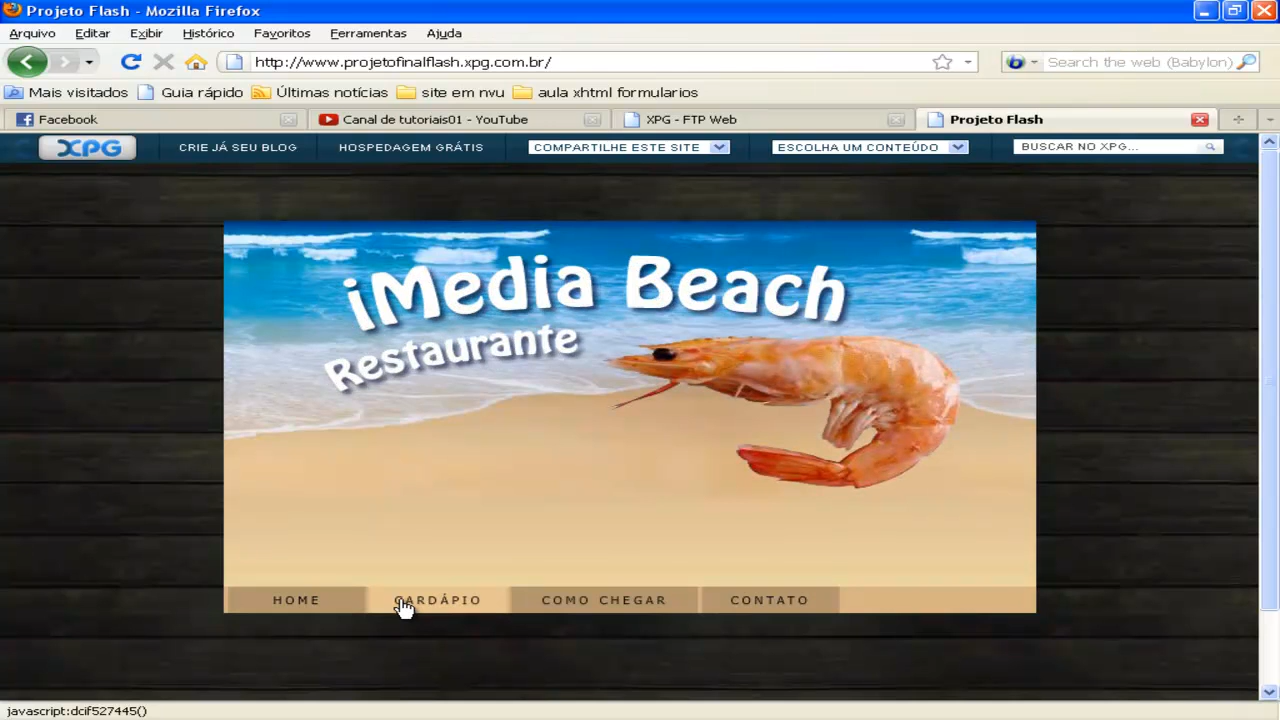 Projeto Flash - Mozilla Firefox
Arquivo Editar Exibir Histórico Favoritos Ferramentas Ajuda
http://www.projetofinalflash.xpg.com.br/ Search the web (Babylon)
Mais visitados Guia rápido Últimas notícias site em nvu aula xhtml formularios
Facebook Canal de tutoriais01 - YouTube XPG - FTP Web Projeto Flash
XPG CRIE JÁ SEU BLOG HOSPEDAGEM GRÁTIS COMPARTILHE ESTE SITE ESCOLHA UM CONTEÚDO BUSCAR NO XPG...
iMedia Beach
Restaurante
HOME CARDÁPIO COMO CHEGAR CONTATO
javascript:dcif527445()